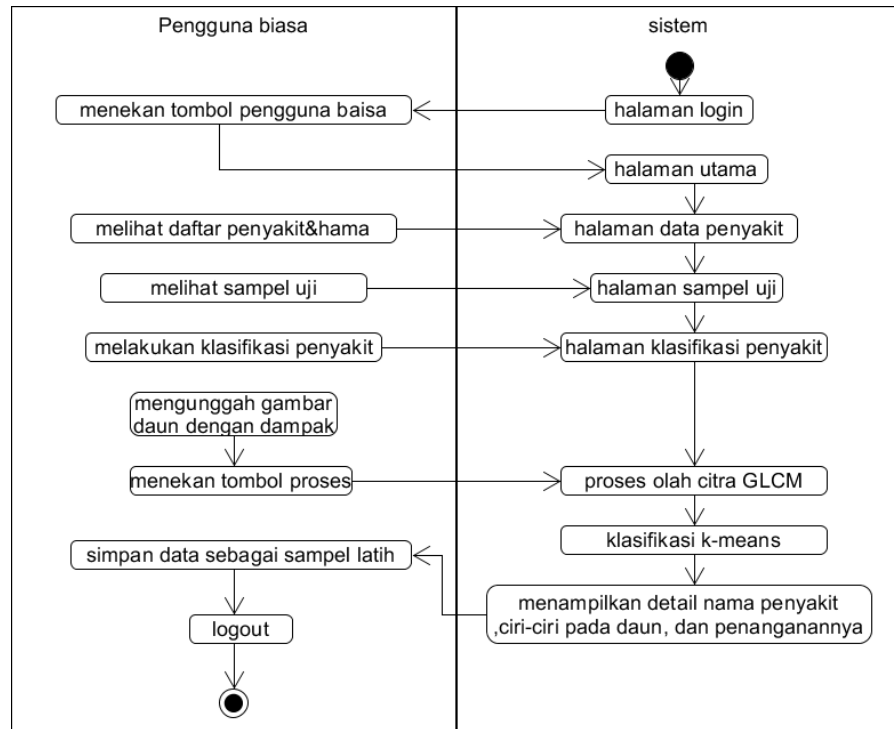 Pengguna biasa
sistem
menekan tombol pengguna baisa
halaman login
halaman utama
melihat daftar penyakit&hama
halaman data penyakit
melihat sampel uji
halaman sampel uji
melakukan klasifikasi penyakit
halaman klasifikasi penyakit
mengunggah gambar
daun dengan dampak
menekan tombol proses
proses olah citra GLCM
klasifikasi k-means
simpan data sebagai sampel latih
menampilkan detail nama penyakit
,ciri-ciri pada daun, dan penanganannya
logout